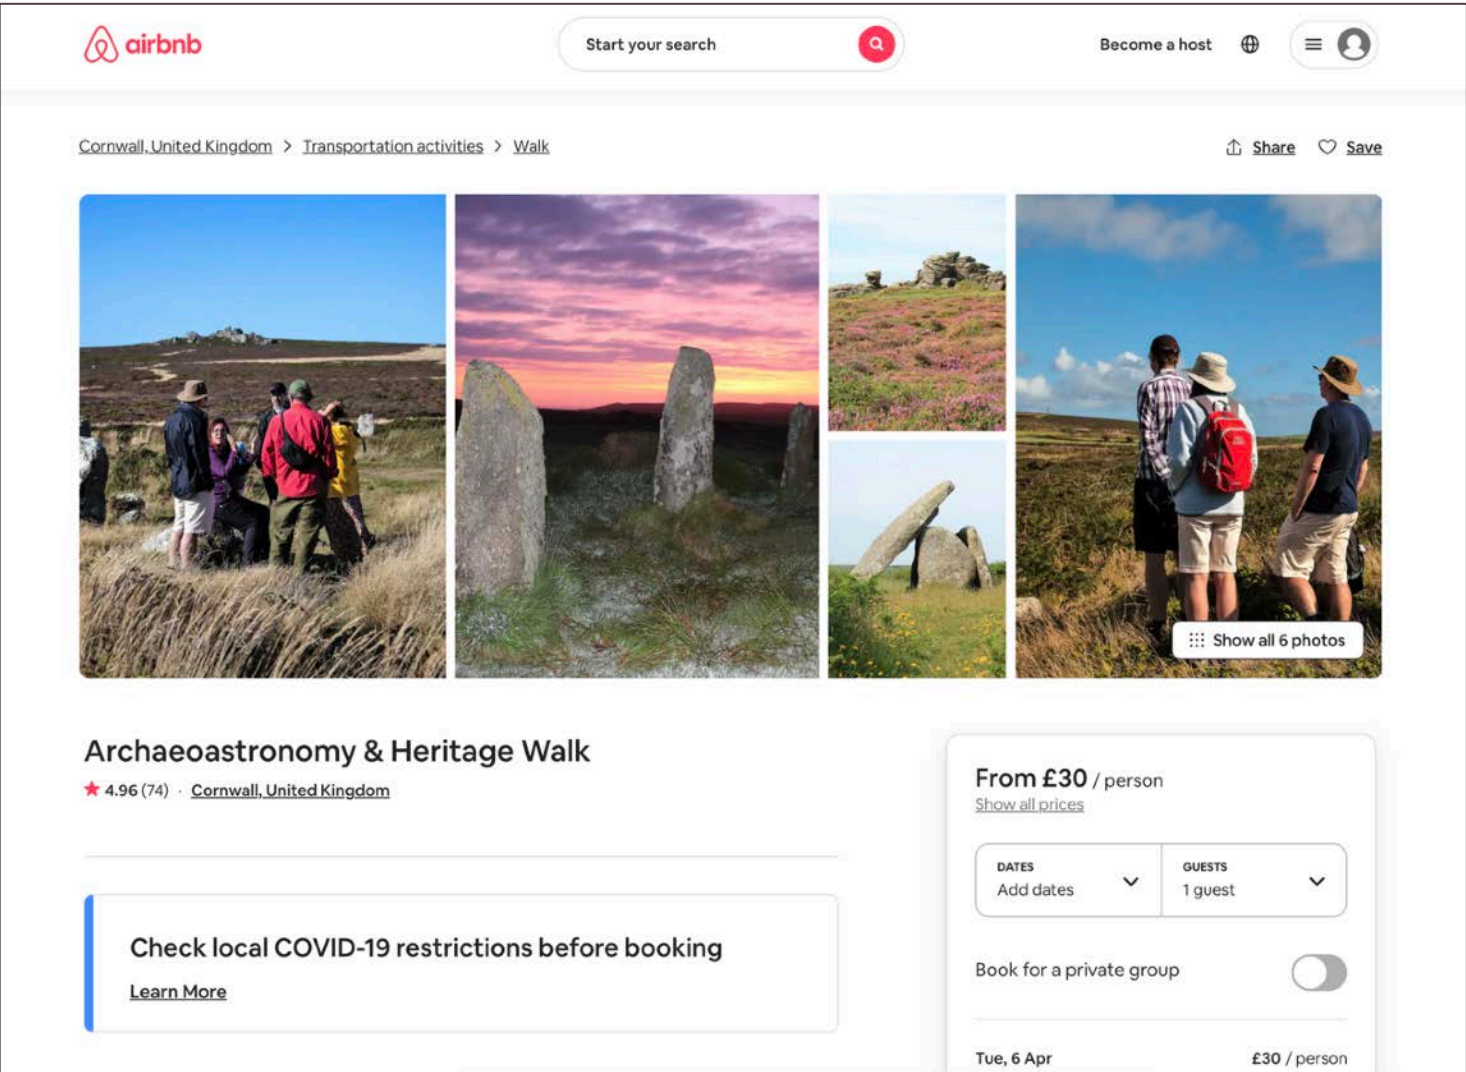 airbnb
Start your search
Become a host
Cornwall, United Kingdom > Transportation activities > Walk
Share
Save
Show all 6 photos
Archaeoastronomy & Heritage Walk
4.96 (74) · Cornwall, United Kingdom
From £30 / person
Show all prices
DATES
Add dates
GUESTS
1 guest
Check local COVID-19 restrictions before booking
Learn More
Book for a private group
Tue, 6 Apr
£30 / person